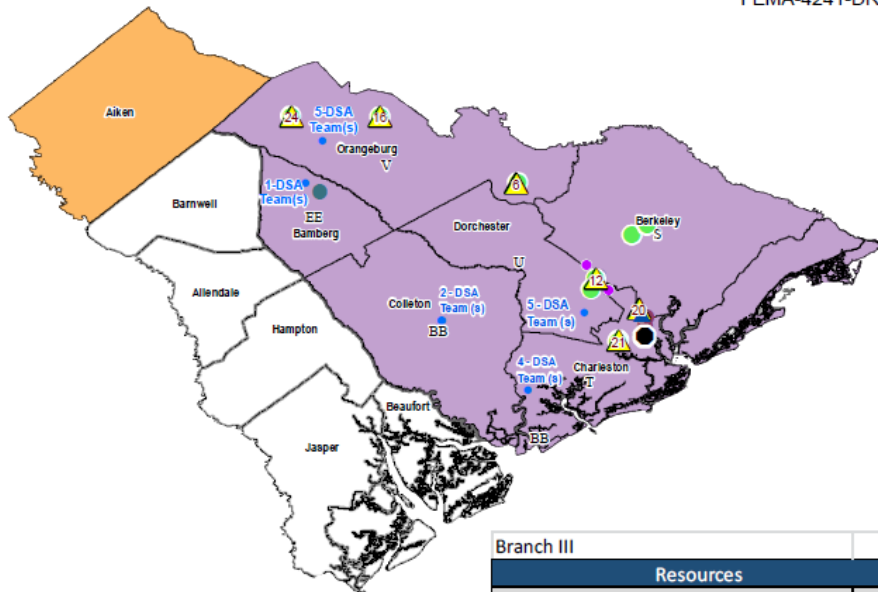 FEMA-4241-DR
Aiken
24
16
5-DSA
Team(s)
Orangeburg
V
1-DSA
Team(s)
6
Barnwell
EE
Bamberg
Dorchester
Berkeley
S
U
Allendale
12
Colleton
2 - DSA
Team (s)
BB
5 - DSA
Team (s)
20
Hampton
21
4 - DSA
Team (s)
Charleston
T
Beaufort
BB
Jasper
Branch III
Resources